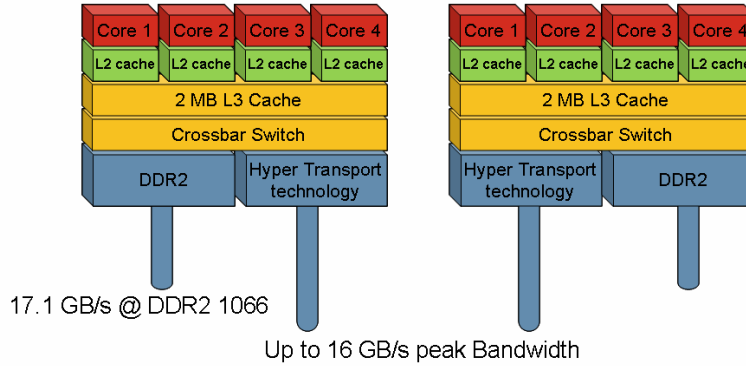 Core 1 Core 2 Core 3 Core 4 Core 1 Core 2 Core 3 Core 4
L2 cache L2 cache L2 cache L2 cache L2 cache L2 cache L2 cache L2 cache
2 MB L3 Cache 2 MB L3 Cache
Crossbar Switch Crossbar Switch
DDR2 Hyper Transport technology Hyper Transport technology DDR2
17.1 GB/s @ DDR2 1066
Up to 16 GB/s peak Bandwidth